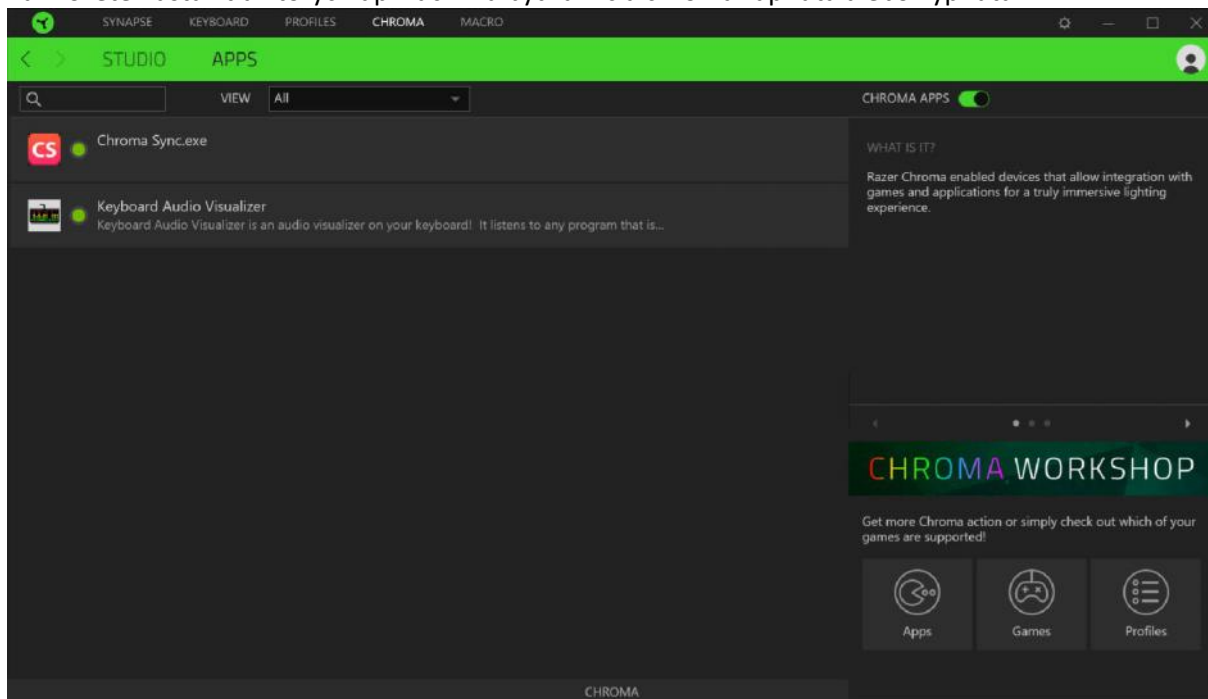 SYNAPSE KEYBOARD PROFILES CHROMA MACRO
STUDIO APPS
VIEW All
CHROMA APPS
CS
Chroma Sync.exe
Keyboard Audio Visualizer
Keyboard Audio Visualizer is an audio visualizer on your keyboard! It listens to any program that is...
WHAT IS IT?
Razer Chroma enabled devices that allow integration with
games and applications for a truly immersive lighting
experience.
CHROMA WORKSHOP
Get more Chroma action or simply check out which of your
games are supported!
Apps Games Profiles
CHROMA